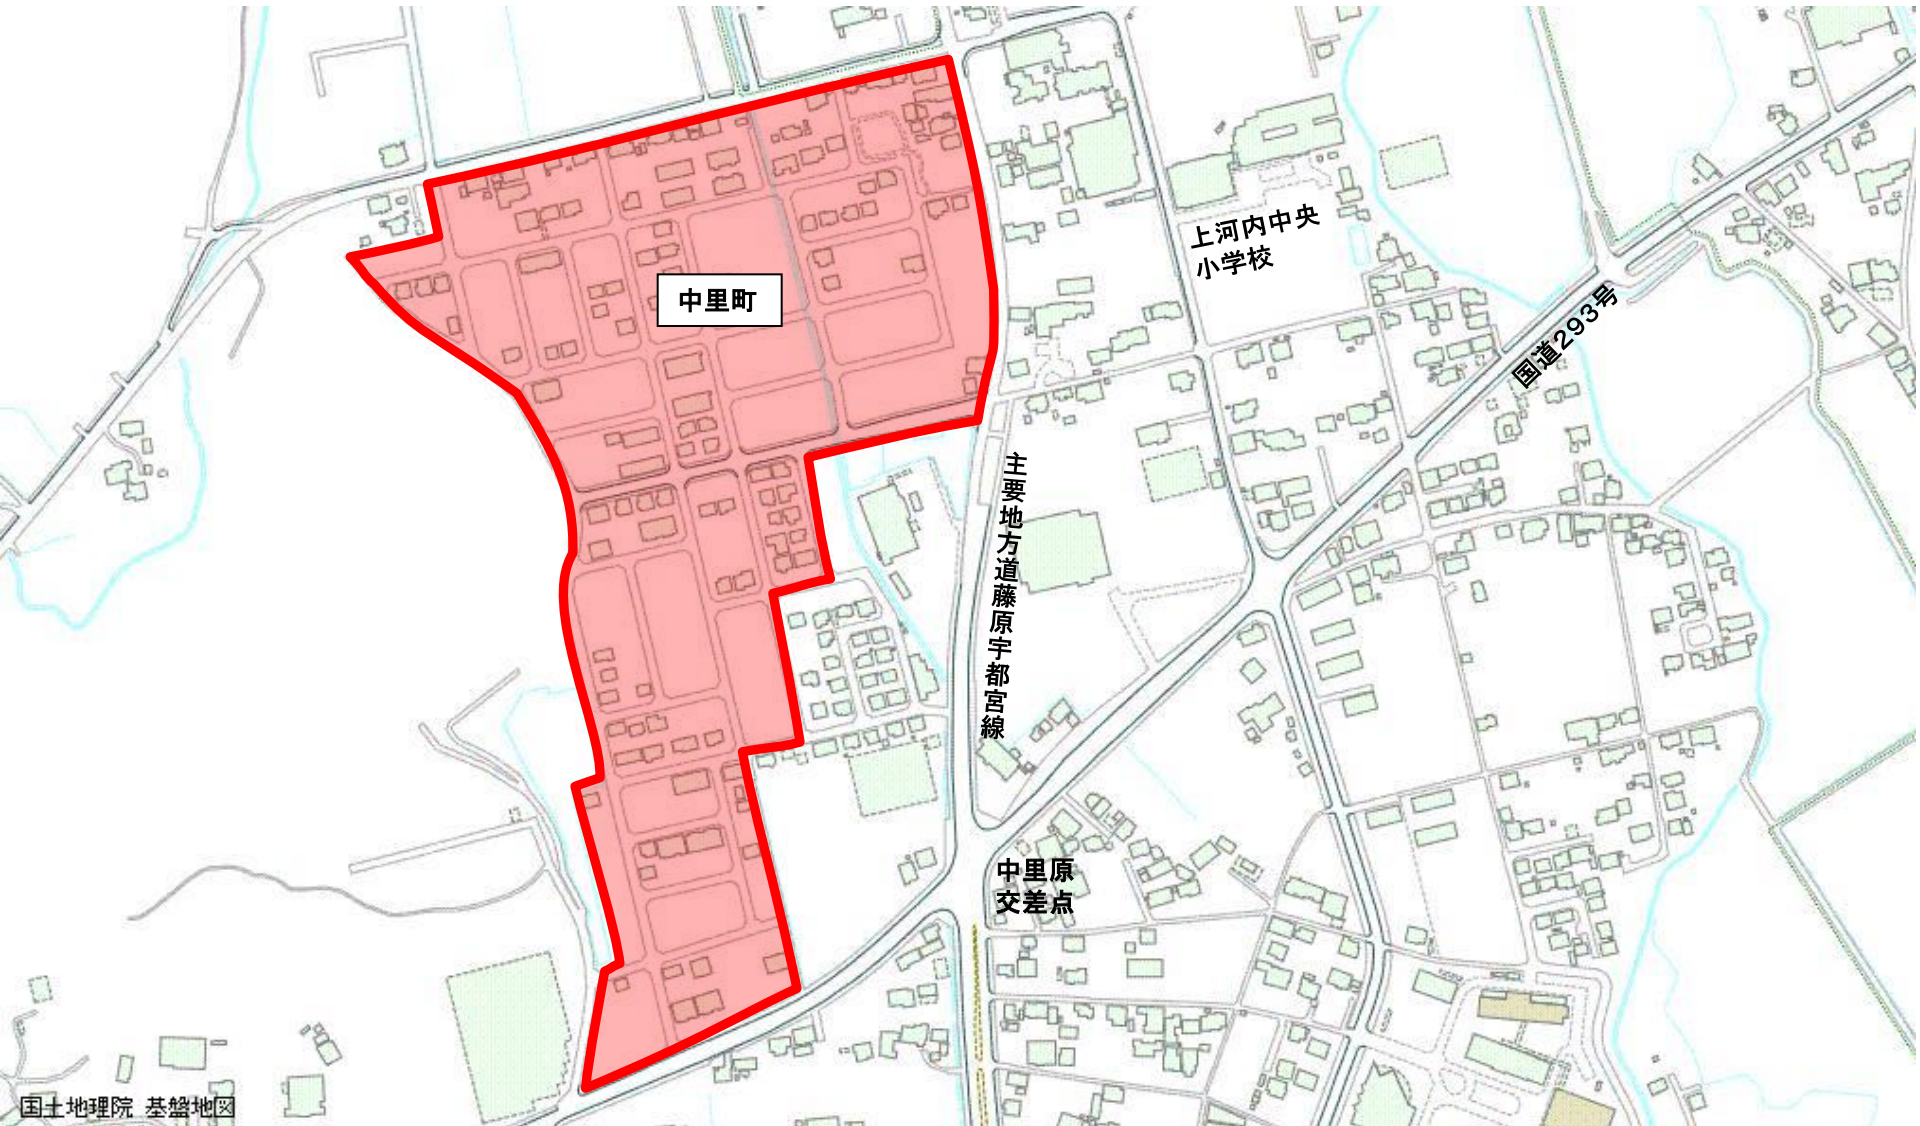 上河内中央
小学校
中里町
国道293号
主要地方道藤原宇都宮線
中里原
交差点
国土地理院 基盤地図